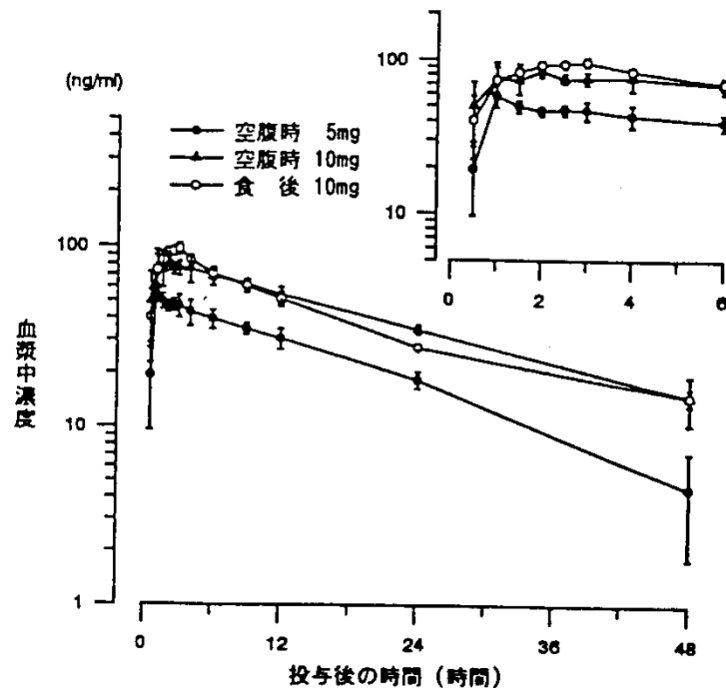 (ng/ml)
空腹時 5mg
空腹時 10mg
食 後 10mg
100
10
0 2 4 6
100
10
1
血漿中濃度
0 12 24 36 48
投与後の時間 (時間)